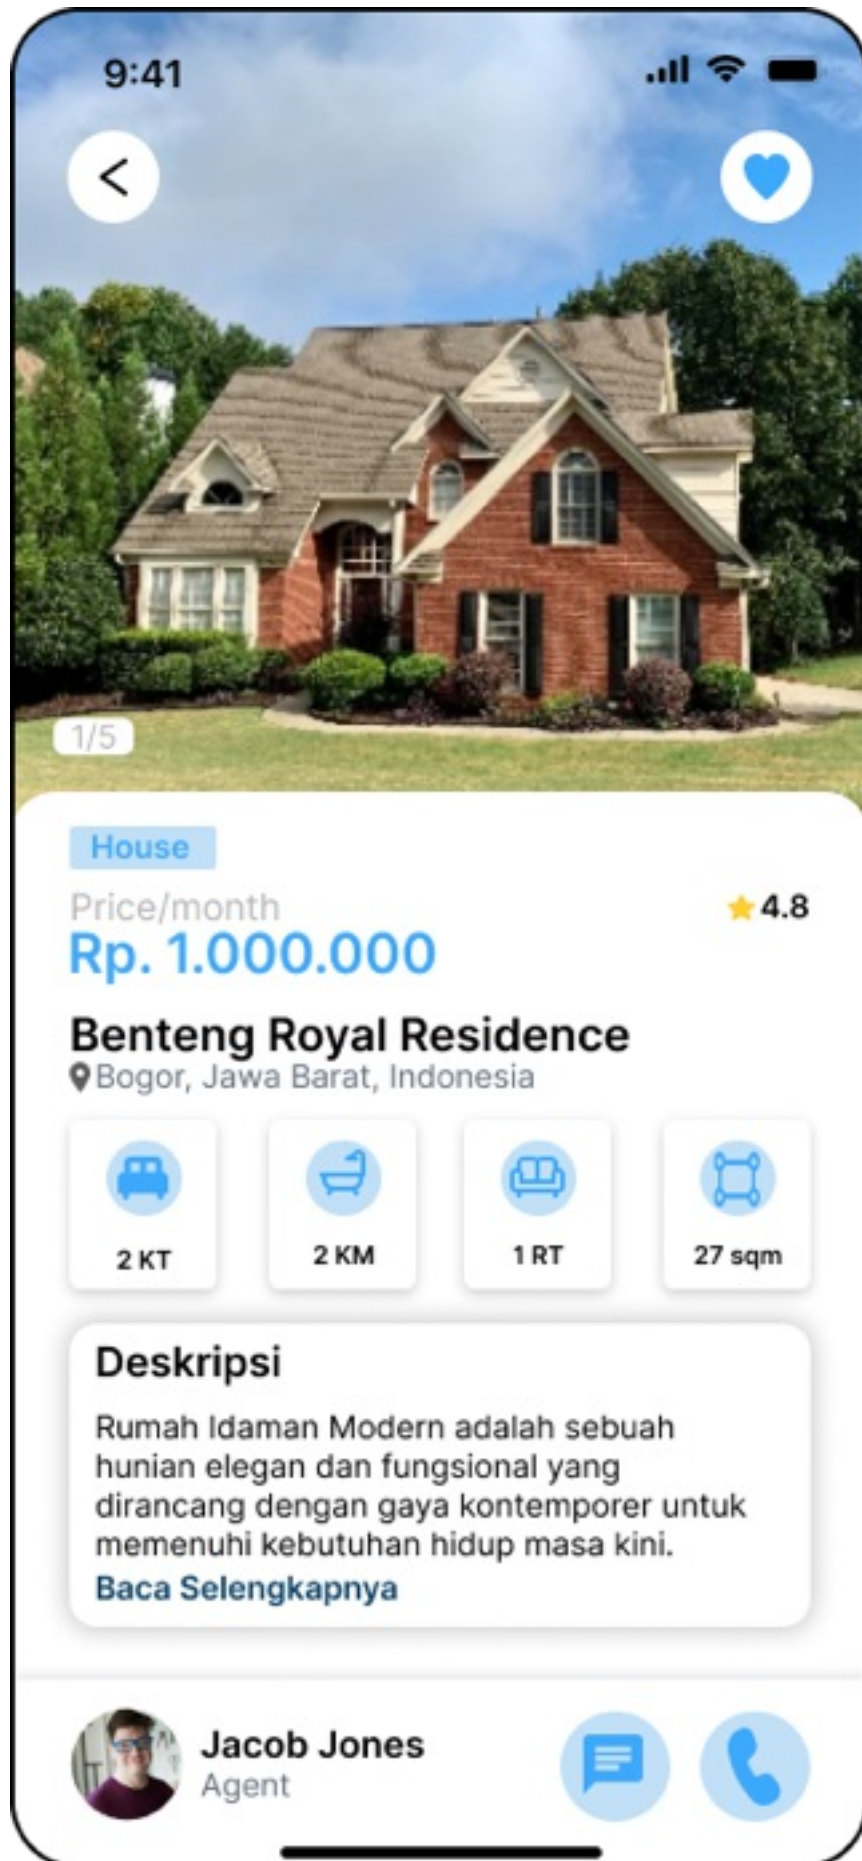 9:41
1/5
House
Price/month
4.8
Rp. 1.000.000
Benteng Royal Residence
Bogor, Jawa Barat, Indonesia
2 KT
2 KM
1 RT
27 sqm
Deskripsi
Rumah Idaman Modern adalah sebuah
hunian elegan dan fungsional yang
dirancang dengan gaya kontemporer untuk
memenuhi kebutuhan hidup masa kini.
Baca Selengkapnya
Jacob Jones
Agent